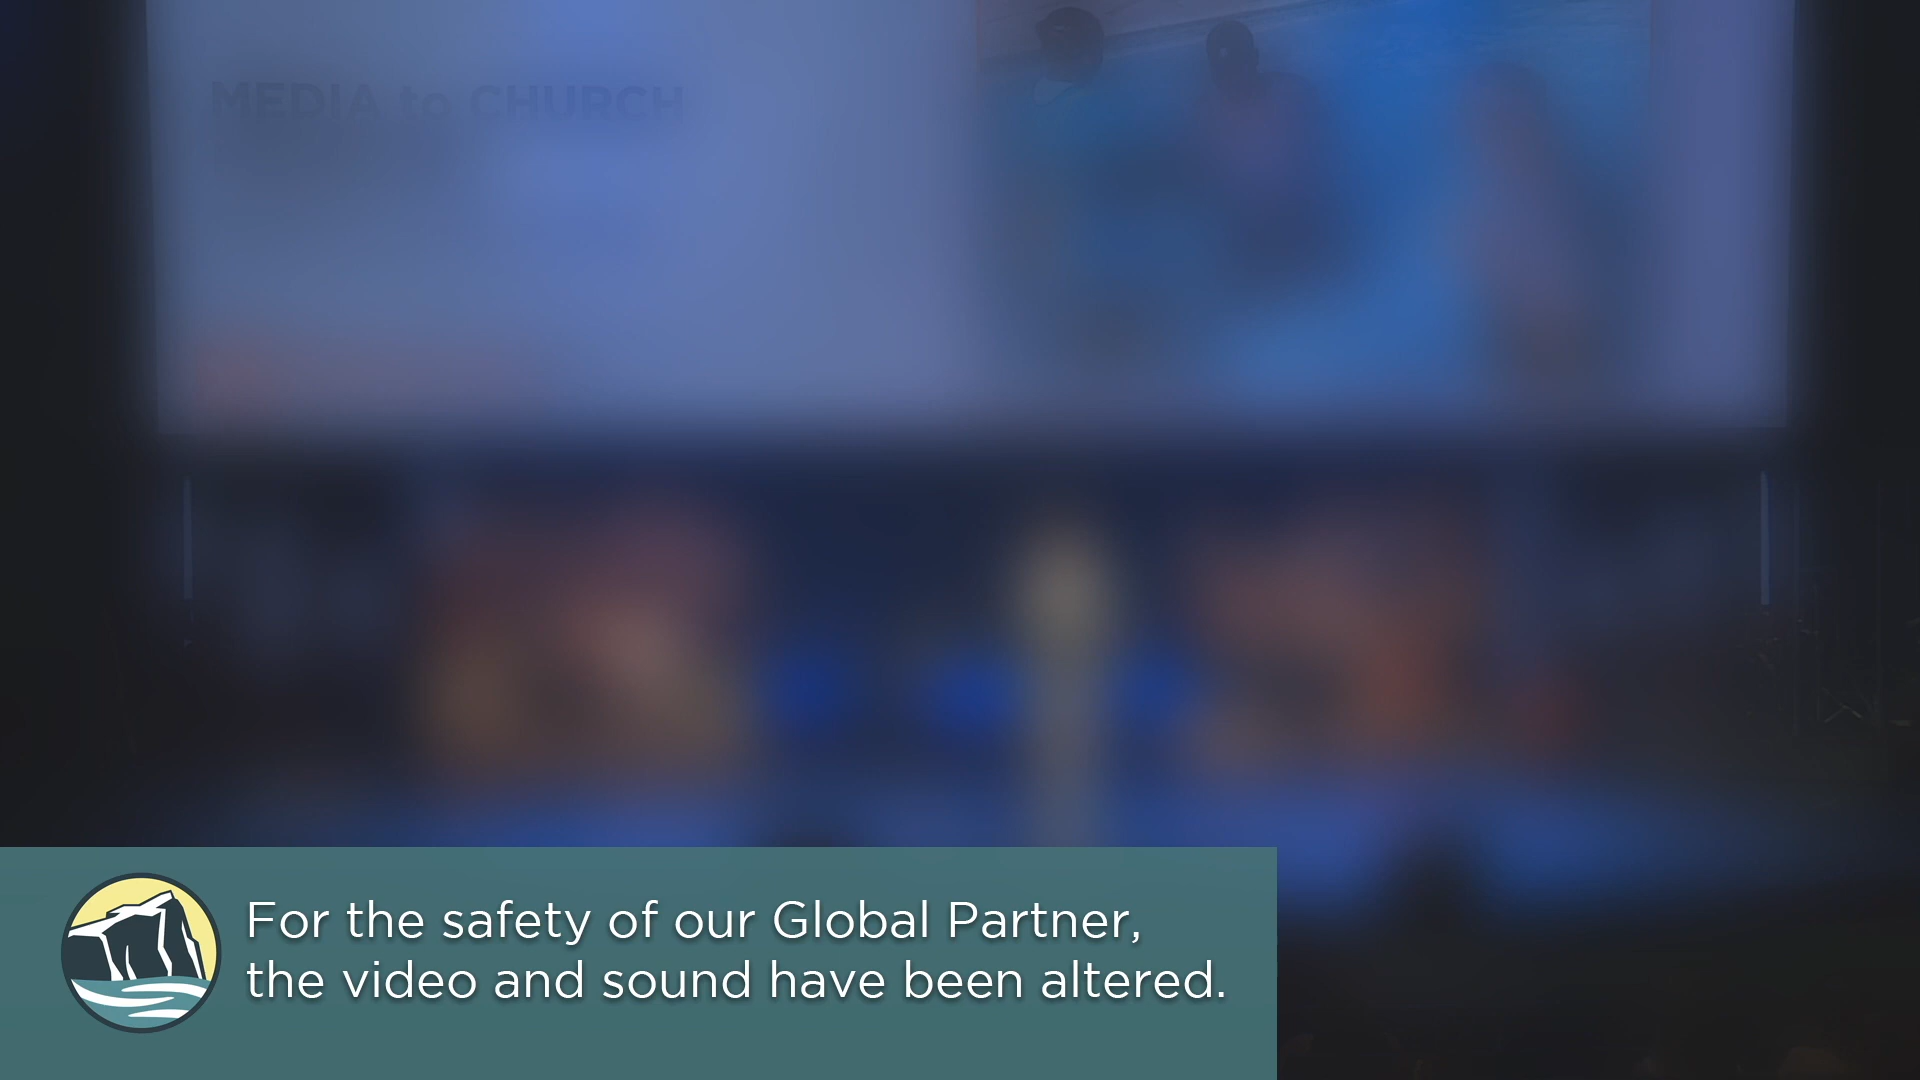 MEDIA to CHURCH
For the safety of our Global Partner,
the video and sound have been altered.